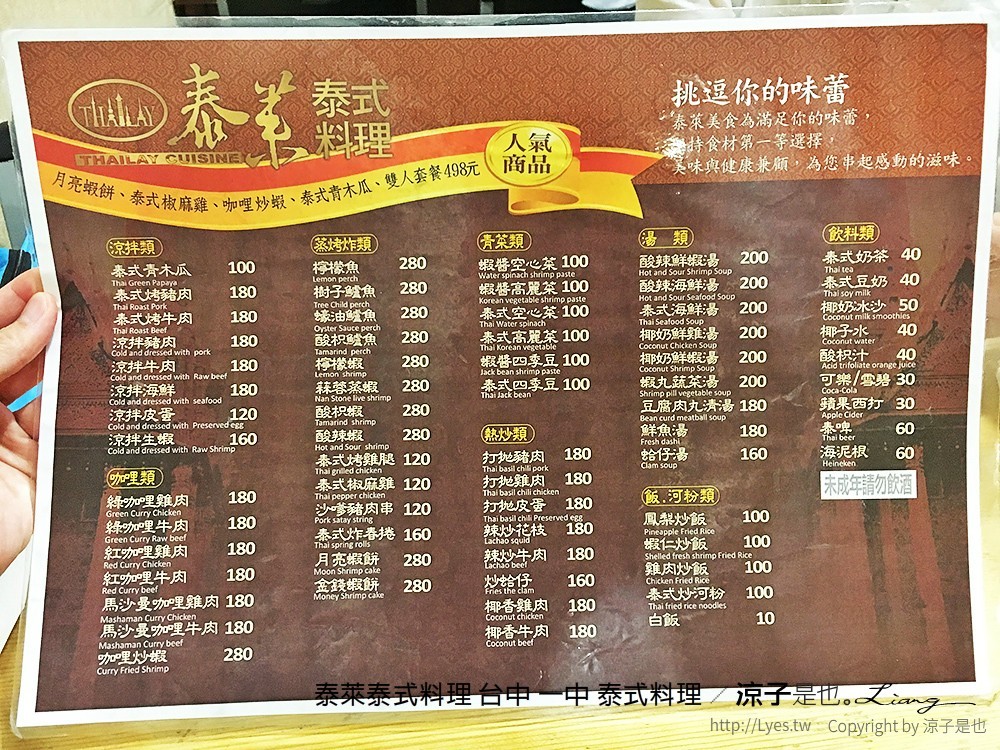 THAILAY
THAILAY CUISINE
泰萊
泰式
料理
挑逗你的味蕾
泰萊美食為滿足你的味蕾，
持食材第一等選擇，
美味與健康兼顧，為您串起感動的滋味。
人氣
商品
月亮蝦餅、泰式椒麻雞、咖哩炒蝦、泰式青木瓜、雙人套餐498元
涼拌類
泰式青木瓜 100
Thai Green Papaya
泰式烤豬肉 180
Thai Roast Pork
泰式烤牛肉 180
Thai Roast Beef
涼拌豬肉 180
Cold and dressed with pork
涼拌牛肉 180
Cold and dressed with Raw beef
涼拌海鮮 180
Cold and dressed with seafood
涼拌皮蛋 120
Cold and dressed with Preserved egg
涼拌生蝦 160
Cold and dressed with Raw Shrimp
咖哩類
綠咖哩雞肉 180
Green Curry Chicken
綠咖哩牛肉 180
Green Curry Raw beef
紅咖哩雞肉 180
Red Curry Chicken
紅咖哩牛肉 180
Red Curry beef
馬沙曼咖哩雞肉 180
Mashaman Curry Chicken
馬沙曼咖哩牛肉 180
Mashaman Curry beef
咖哩炒蝦 280
Curry Fried Shrimp
蒸烤炸類
檸檬魚 280
Lemon perch
樹子鱸魚 280
Tree Child perch
蠔油鱸魚 280
Oyster Sauce perch
酸枳鱸魚 280
Tamarind perch
檸檬蝦 280
Lemon shrimp
蒜蓉蒸蝦 280
Nan Stone live shrimp
酸枳蝦 280
Tamarind shrimp
酸辣蝦 280
Hot and Sour shrimp
泰式烤雞腿 120
Thai grilled chicken
泰式椒麻雞 120
Thai pepper chicken
沙嗲豬肉串 120
Pork satay string
泰式炸春捲 160
Thai spring rolls
月亮蝦餅 280
Moon Shrimp cake
金錢蝦餅 280
Money Shrimp cake
青菜類
蝦醬空心菜 100
Water spinach shrimp paste
蝦醬高麗菜 100
Korean vegetable shrimp paste
泰式空心菜 100
Thai Water spinach
泰式高麗菜 100
Thai Korean vegetable
蝦醬四季豆 100
Jack bean shrimp paste
泰式四季豆 100
Thai Jack bean
熱炒類
打拋豬肉 180
Thai basil chili pork
打拋雞肉 180
Thai basil chili chicken
打拋皮蛋 180
Thai basil chili Preserved egg
辣炒花枝 180
Lachao squid
辣炒牛肉 180
Lachao beef
炒蛤仔 160
Fries the clam
椰香雞肉 180
Coconut chicken
椰香牛肉 180
Coconut beef
湯 類
酸辣鮮蝦湯 200
Hot and Sour Shrimp Soup
酸辣海鮮湯 200
Hot and Sour Seafood Soup
泰式海鮮湯 200
Thai Seafood Soup
椰奶鮮雞湯 200
Coconut Chicken Soup
椰奶鮮蝦湯 200
Coconut Shrimp Soup
蝦丸蔬菜湯 200
Shrimp pill vegetable soup
豆腐肉丸清湯 180
Bean curd meatball soup
鮮魚湯 180
Fresh dashi
蛤仔湯 160
Clam soup
飯.河粉類
鳳梨炒飯 100
Pineapple Fried Rice
蝦仁炒飯 100
Shelled fresh shrimp Fried Rice
雞肉炒飯 100
Chicken Fried Rice
泰式炒河粉 100
Thai fried rice noodles
白飯 10
飲料類
泰式奶茶 40
Thai tea
泰式豆奶 40
Thai soy milk
椰奶冰沙 50
Coconut milk smoothies
椰子水 40
Coconut water
酸枳汁 40
Acid trifoliate orange juice
可樂/雪碧 30
Coca-Cola
蘋果西打 30
Apple Cider
泰啤 60
Thai beer
海泥根 60
Heineken
未成年請勿飲酒
泰萊泰式料理 台中 一中 泰式料理 / 涼子是也。Liang
http://Lyes.tw Copyright by 涼子是也